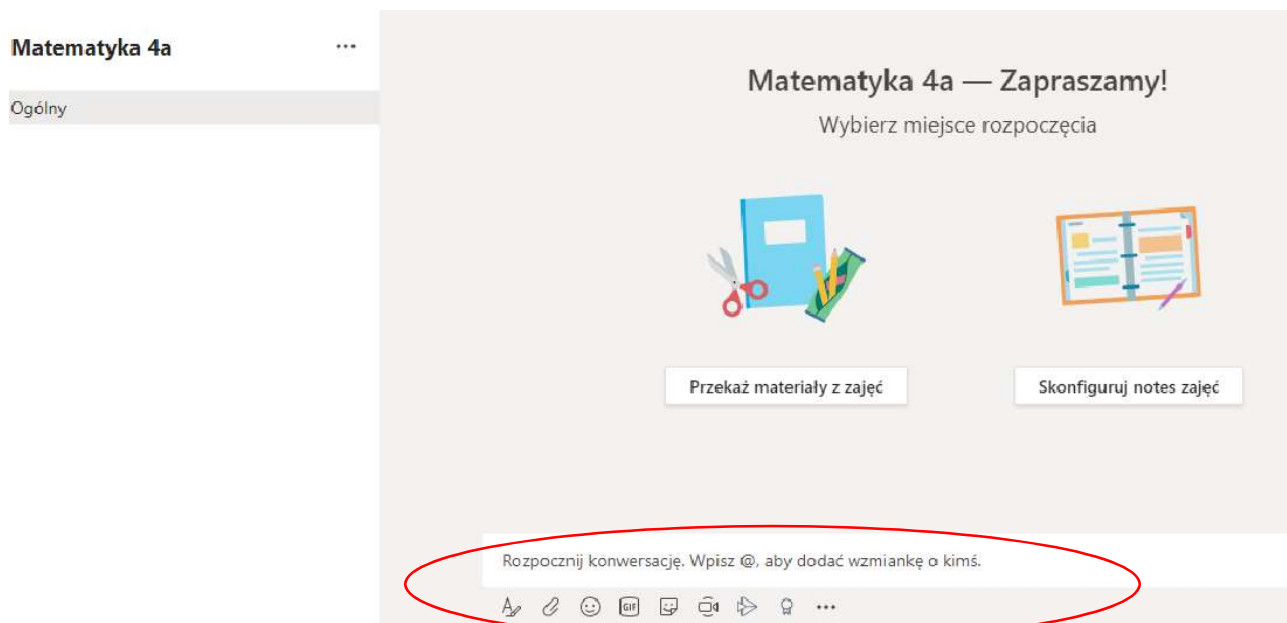 Matematyka 4a
Ogólny
Matematyka 4a — Zapraszamy!
Wybierz miejsce rozpoczęcia
Przekaż materiały z zajęć
Skonfiguruj notes zajęć
Rozpocznij konwersację. Wpisz @, aby dodać wzmiankę o kimś.
GIF